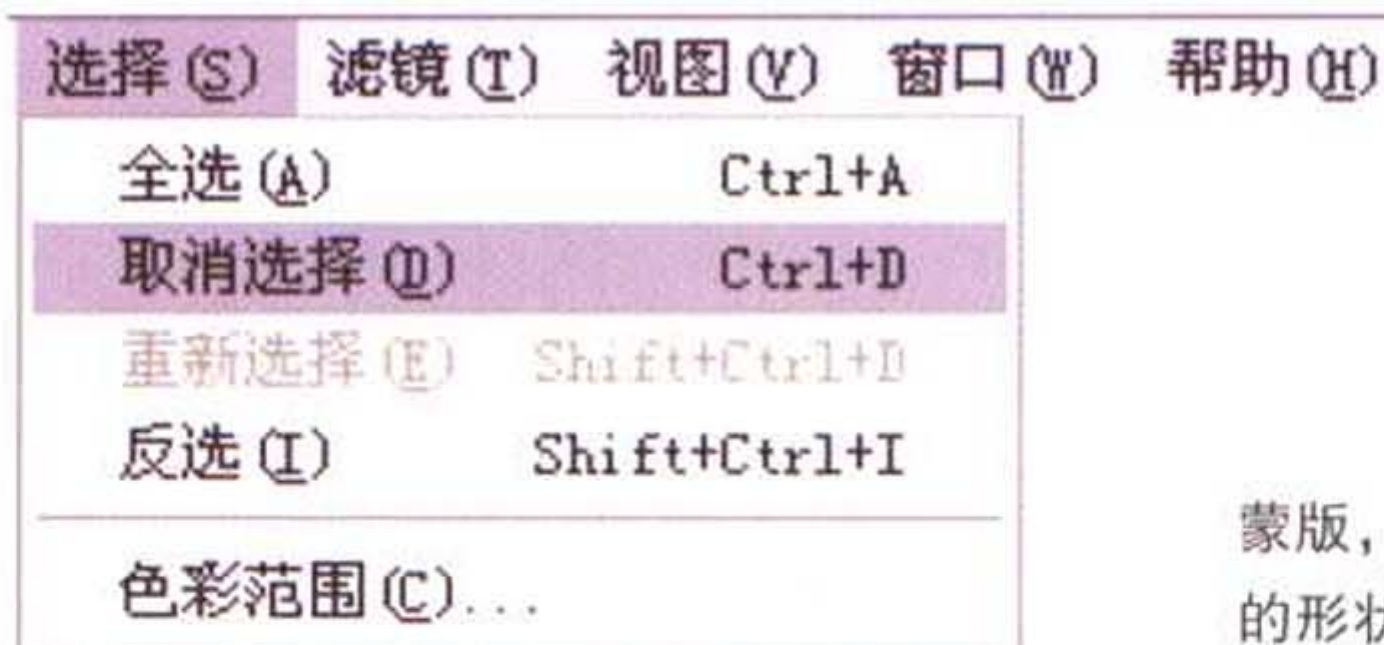 选择(S) 滤镜(T) 视图(V) 窗口(W) 帮助(H)
全选(A) Ctrl+A
取消选择(D) Ctrl+D
重新选择(E) Shift+Ctrl+D
反选(I) Shift+Ctrl+I
色彩范围(C)...
蒙版，
的形状